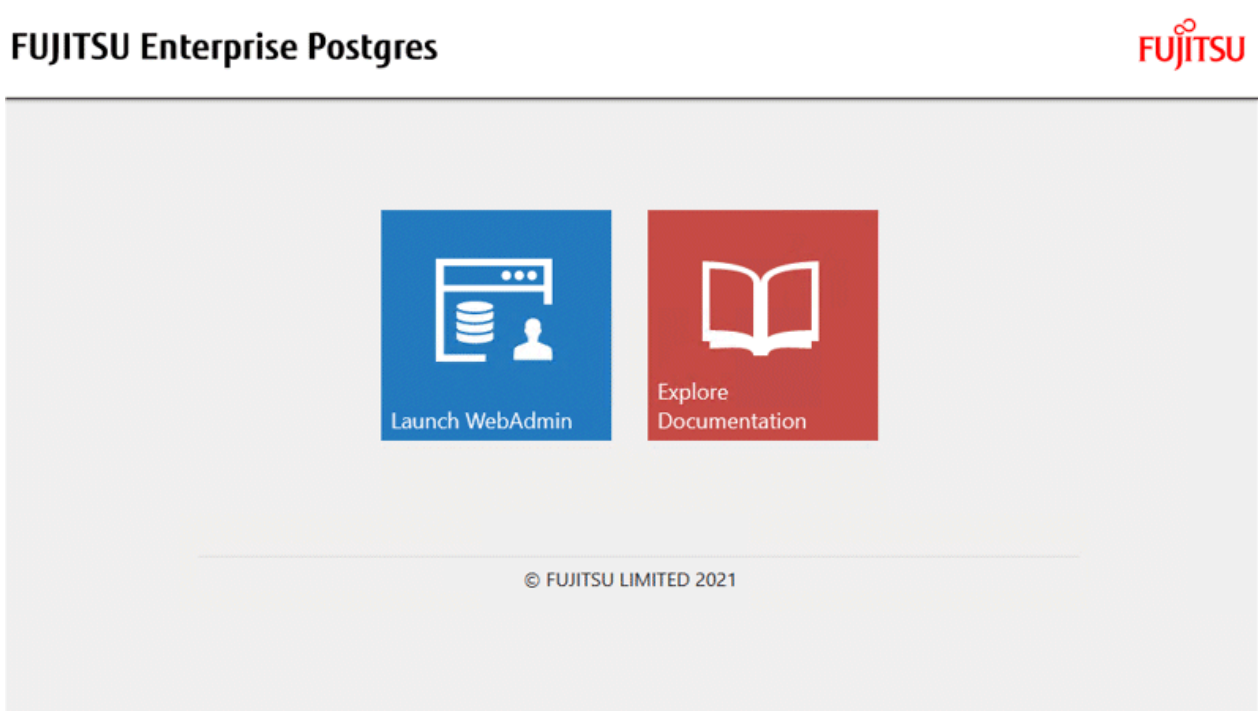 FUJITSU Enterprise Postgres
FUJITSU
Launch WebAdmin
Explore
Documentation
© FUJITSU LIMITED 2021